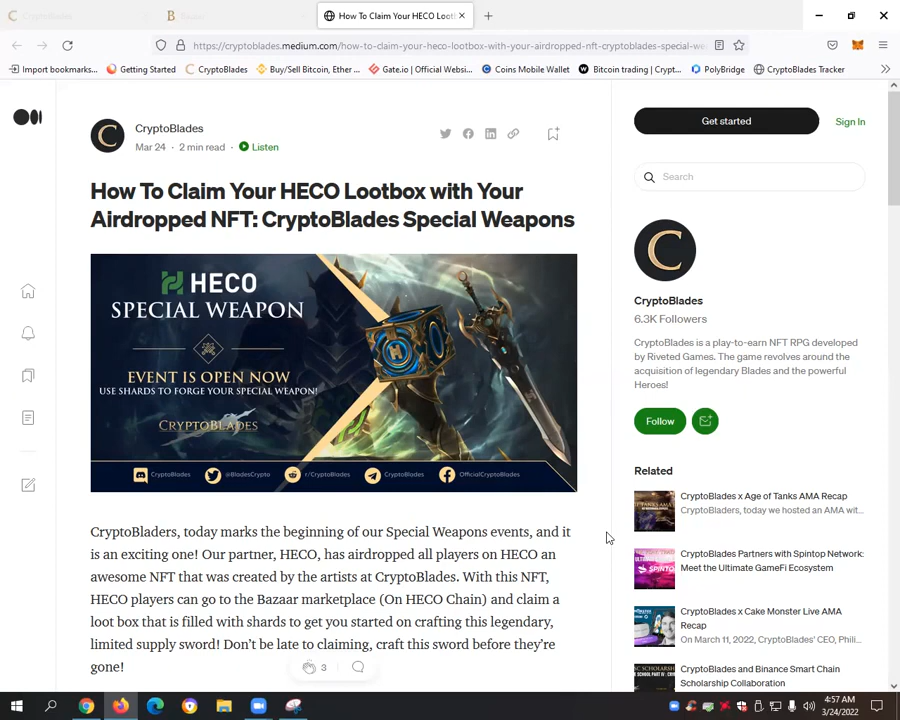 CryptoBlades
How To Claim Your HECO Loot
https://cryptoblades.medium.com/how-to-claim-your-heco-lootbox-with-your-airdropped-nft-cryptoblades-special-we
Import bookmarks...
Getting Started
CryptoBlades
Buy/Sell Bitcoin, Ether ...
Gate.io | Official Websi...
Coins Mobile Wallet
Bitcoin trading | Crypt...
PolyBridge
CryptoBlades Tracker
CryptoBlades
Mar 24 · 2 min read · Listen
How To Claim Your HECO Lootbox with Your
Airdropped NFT: CryptoBlades Special Weapons
HECO
SPECIAL WEAPON
EVENT IS OPEN NOW
USE SHARDS TO FORGE YOUR SPECIAL WEAPON!
CRYPTOBLADES
CryptoBlades
@BladesCrypto
r/CryptoBlades
CryptoBlades
OfficialCryptoBlades
CryptoBladers, today marks the beginning of our Special Weapons events, and it
is an exciting one! Our partner, HECO, has airdropped all players on HECO an
awesome NFT that was created by the artists at CryptoBlades. With this NFT,
HECO players can go to the Bazaar marketplace (On HECO Chain) and claim a
loot box that is filled with shards to get you started on crafting this legendary,
limited supply sword! Don't be late to claiming, craft this sword before they're
gone!
3
Get started
Sign In
Search
C
CryptoBlades
6.3K Followers
CryptoBlades is a play-to-earn NFT RPG developed
by Riveted Games. The game revolves around the
acquisition of legendary Blades and the powerful
Heroes!
Follow
Related
CryptoBlades x Age of Tanks AMA Recap
CryptoBladers, today we hosted an AMA wit...
CryptoBlades Partners with Spintop Network:
Meet the Ultimate GameFi Ecosystem
CryptoBlades x Cake Monster Live AMA
Recap
On March 11, 2022, CryptoBlades' CEO, Phili...
CryptoBlades and Binance Smart Chain
Scholarship Collaboration
4:57 AM
3/24/2022